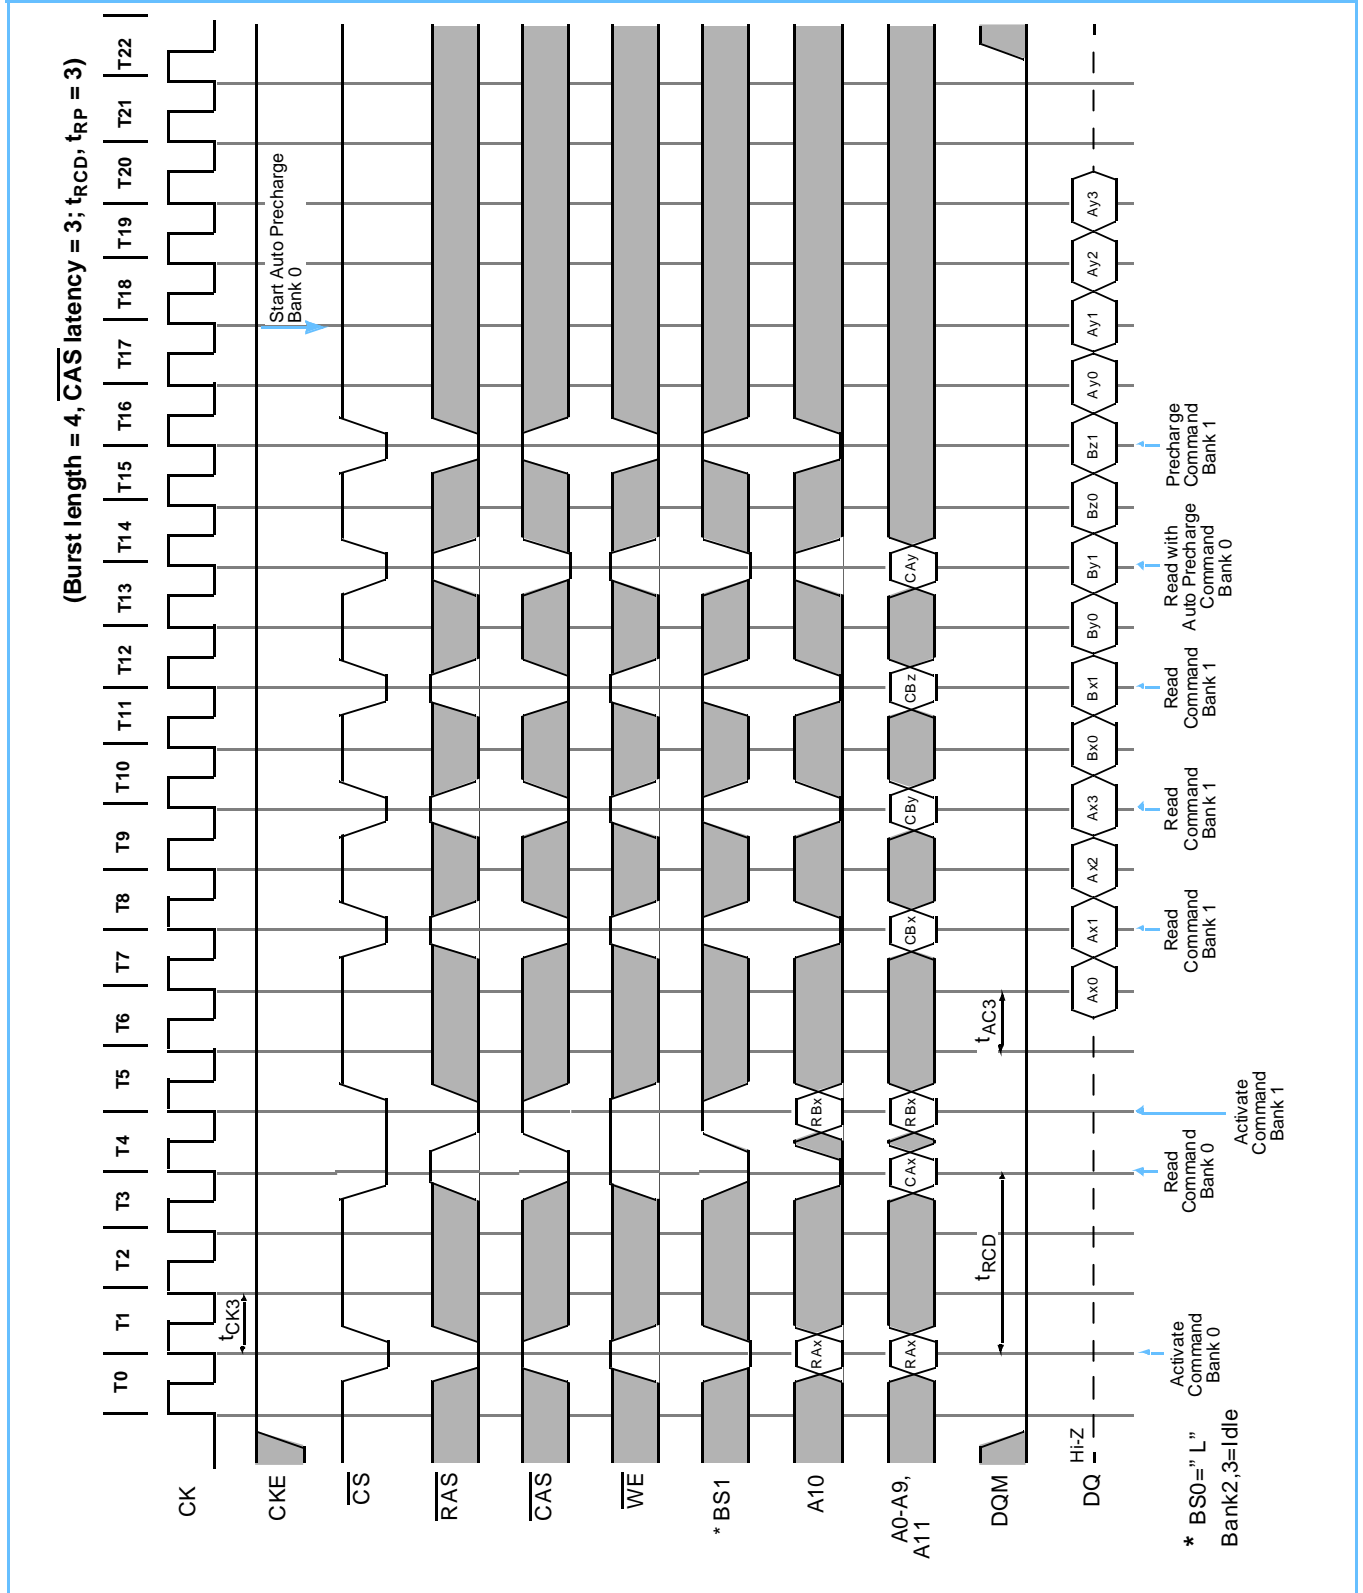 (Burst length = 4, CAS latency = 3; tRCD, tRP = 3)
T0 T1 T2 T3 T4 T5 T6 T7 T8 T9 T10 T11 T12 T13 T14 T15 T16 T17 T18 T19 T20 T21 T22
CK
tCK3
CKE
Start Auto Precharge
Bank 0
CS
RAS
CAS
WE
* BS1
A10
RAx RBx
A0-A9,
A11
RAx CAx RBx CBx CBy CBz CAy
DQM
tRCD
tAC3
DQ
Hi-Z
Ax0 Ax1 Ax2 Ax3 Bx0 Bx1 By0 By1 Bz0 Bz1 Ay0 Ay1 Ay2 Ay3
Activate
Command
Bank 0
Read
Command
Bank 0
Activate
Command
Bank 1
Read
Command
Bank 1
Read
Command
Bank 1
Read
Command
Bank 1
Read with
Auto Precharge
Command
Bank 0
Precharge
Command
Bank 1
* BS0=" L"
Bank2,3=Idle